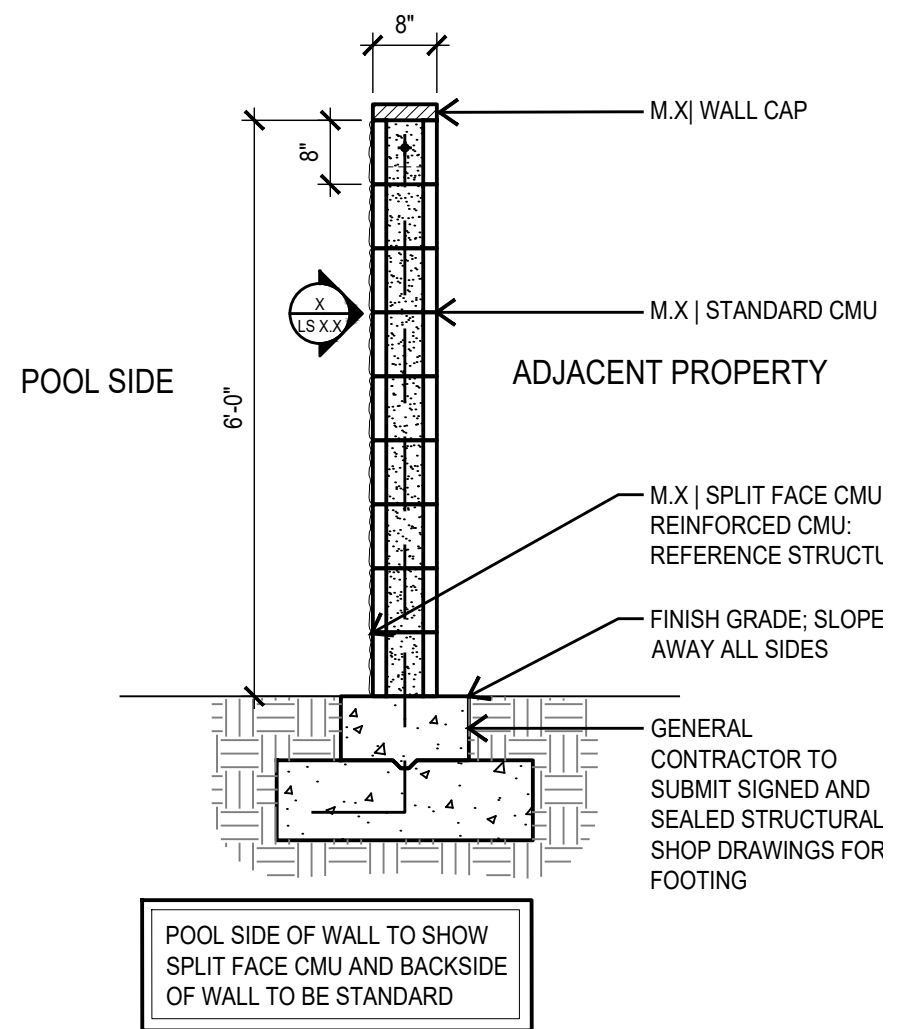 8"
M.X| WALL CAP
8"
X
LS X.X
M.X | STANDARD CMU
POOL SIDE
ADJACENT PROPERTY
6'-0"
M.X | SPLIT FACE CMU
REINFORCED CMU:
REFERENCE
FINISH GRADE; SLOPE
AWAY ALL SIDES
GENERAL
CONTRACTOR TO
SUBMIT SIGNED AND
SEALED STRUCTURAL
SHOP DRAWINGS FOR
FOOTING
POOL SIDE OF WALL TO SHOW
SPLIT FACE CMU AND BACKSIDE
OF WALL TO BE STANDARD